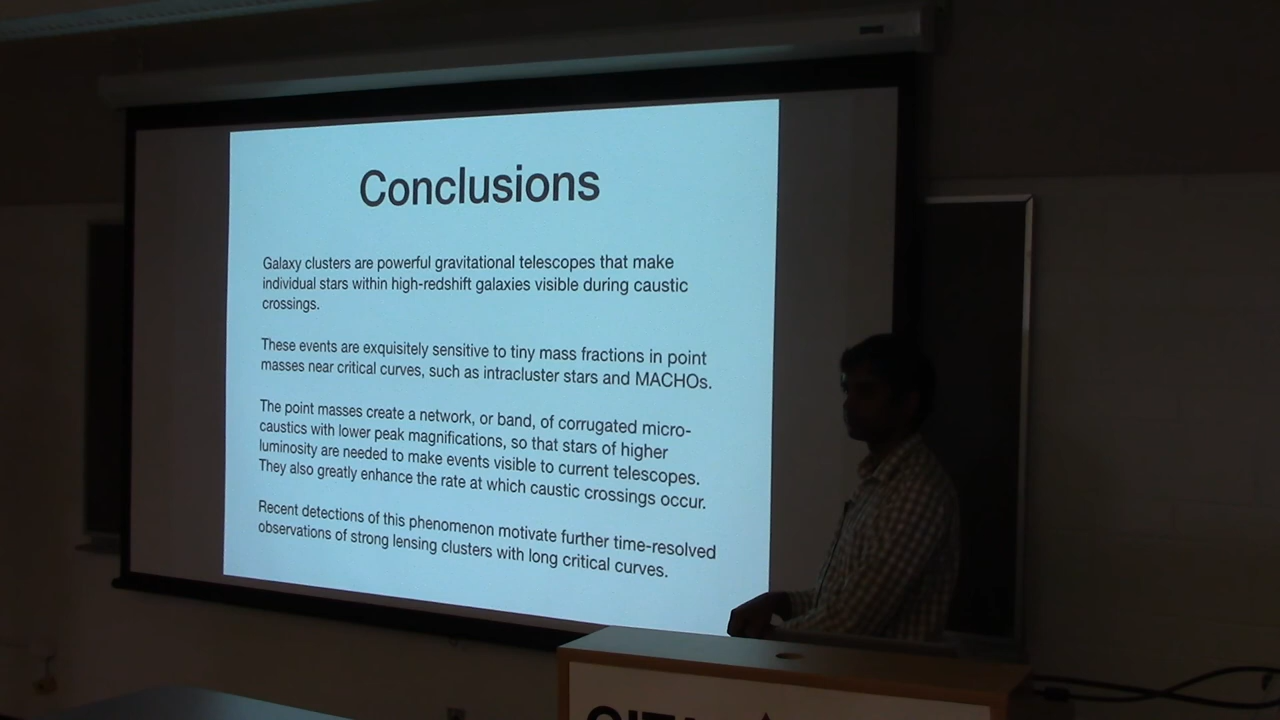 Conclusions
Galaxy clusters are powerful gravitational telescopes that make
individual stars within high-redshift galaxies visible during caustic
crossings.
These events are exquisitely sensitive to tiny mass fractions in point
masses near critical curves, such as intracluster stars and MACHOs.
The point masses create a network, or band, of corrugated micro-
caustics with lower peak magnifications, so that stars of higher
luminosity are needed to make events visible to current telescopes.
They also greatly enhance the rate at which caustic crossings occur.
Recent detections of this phenomenon motivate further time-resolved
observations of strong lensing clusters with long critical curves.